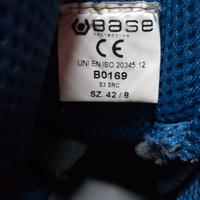 BASE
PROTECTION
CE
UNI EN ISO 20345:12
B0169
S3 SRC
SZ. 42 / 8